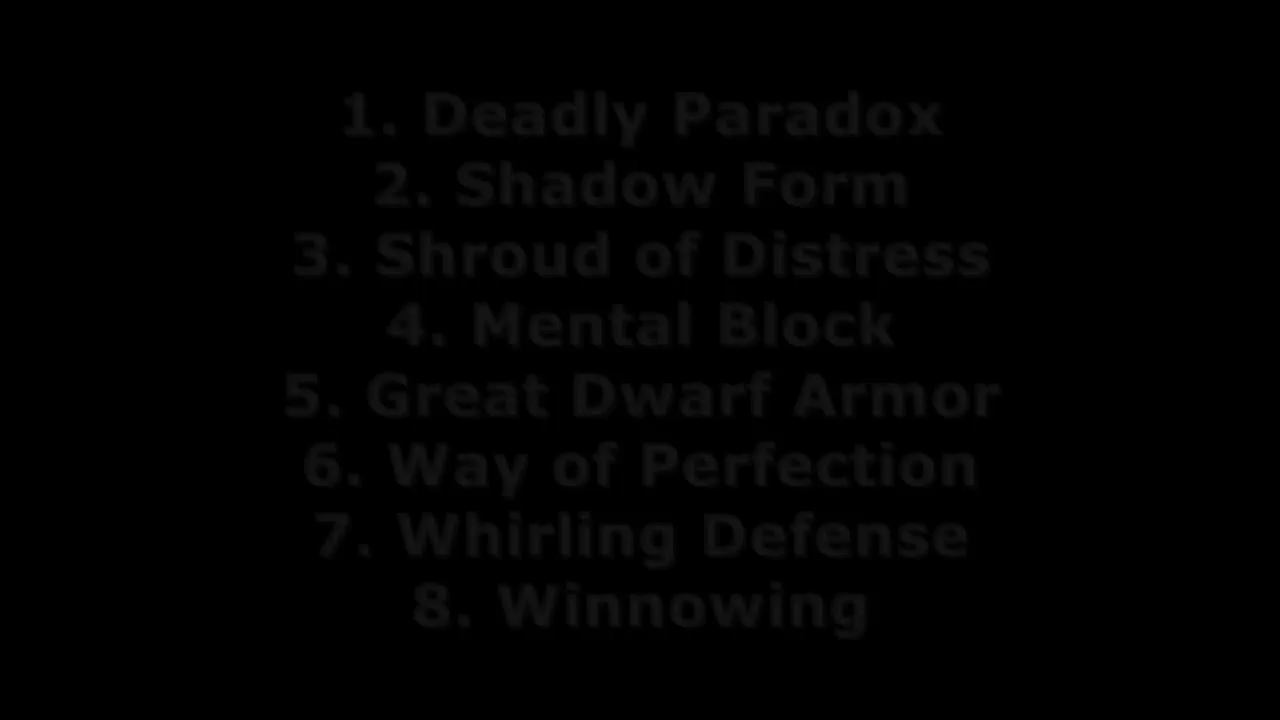 1. Deadly Paradox
2. Shadow Form
3. Shroud of Distress
4. Mental Block
5. Great Dwarf Armor
6. Way of Perfection
7. Whirling Defense
8. Winnowing